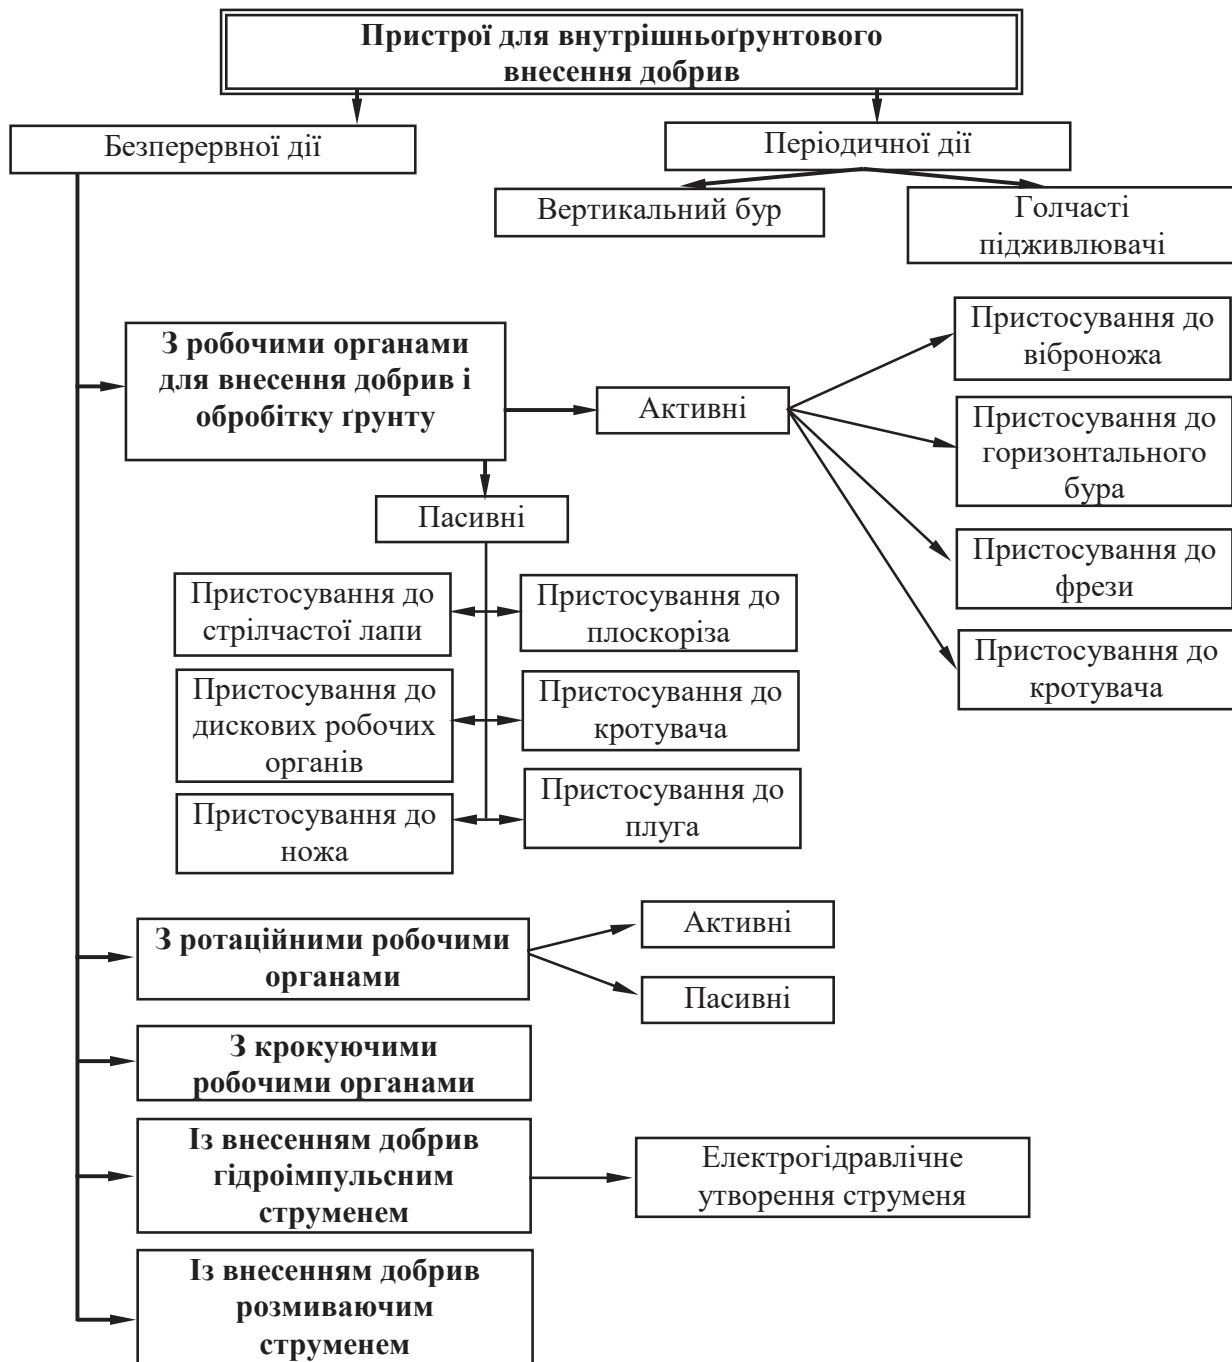 Пристрої для внутрішньоґрунтового
внесення добрив
Безперервної дії
Періодичної дії
Вертикальний бур
Голчасті
підживлювачі
З робочими органами
для внесення добрив і
обробітку ґрунту
Активні
Пристосування до
віброножа
Пристосування до
горизонтального
бура
Пристосування до
фрези
Пристосування до
кротувача
Пасивні
Пристосування до
стрілчастої лапи
Пристосування до
плоскоріза
Пристосування до
дискових робочих
органів
Пристосування до
кротувача
Пристосування до
ножа
Пристосування до
плуга
З ротаційними робочими
органами
Активні
Пасивні
З крокуючими
робочими органами
Із внесенням добрив
гідроімпульсним
струменем
Електрогідравлічне
утворення струменя
Із внесенням добрив
розмиваючим
струменем